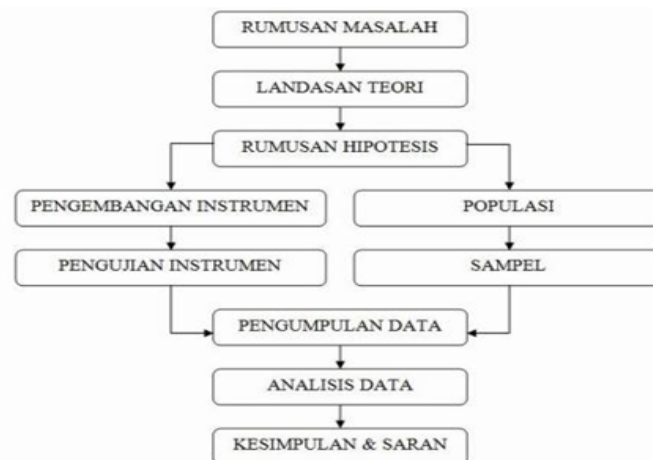 RUMUSAN MASALAH
LANDASAN TEORI
RUMUSAN HIPOTESIS
PENGEMBANGAN INSTRUMEN
POPULASI
PENGUJIAN INSTRUMEN
SAMPEL
PENGUMPULAN DATA
ANALISIS DATA
KESIMPULAN & SARAN